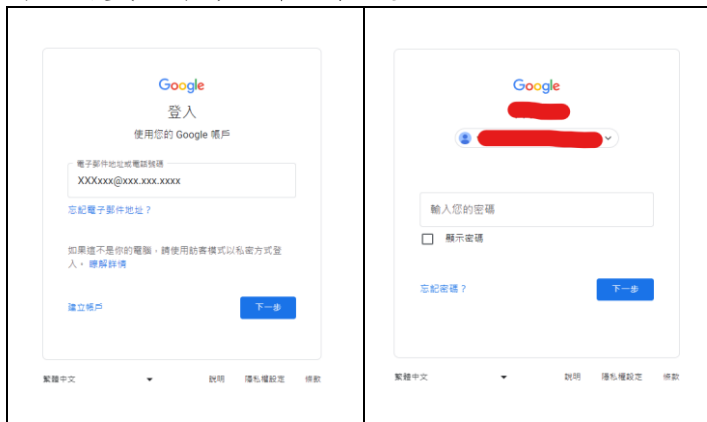 Google
登入
使用您的 Google 帳戶
電子郵件地址或電話號碼
XXXxxx@xxx.xxx.xxxx
忘記電子郵件地址？
如果這不是你的電腦，請使用訪客模式以私密方式登
入。瞭解詳情
建立帳戶
下一步
繁體中文
說明
隱私權設定
條款
Google
輸入您的密碼
顯示密碼
忘記密碼？
下一步
繁體中文
說明
隱私權設定
條款